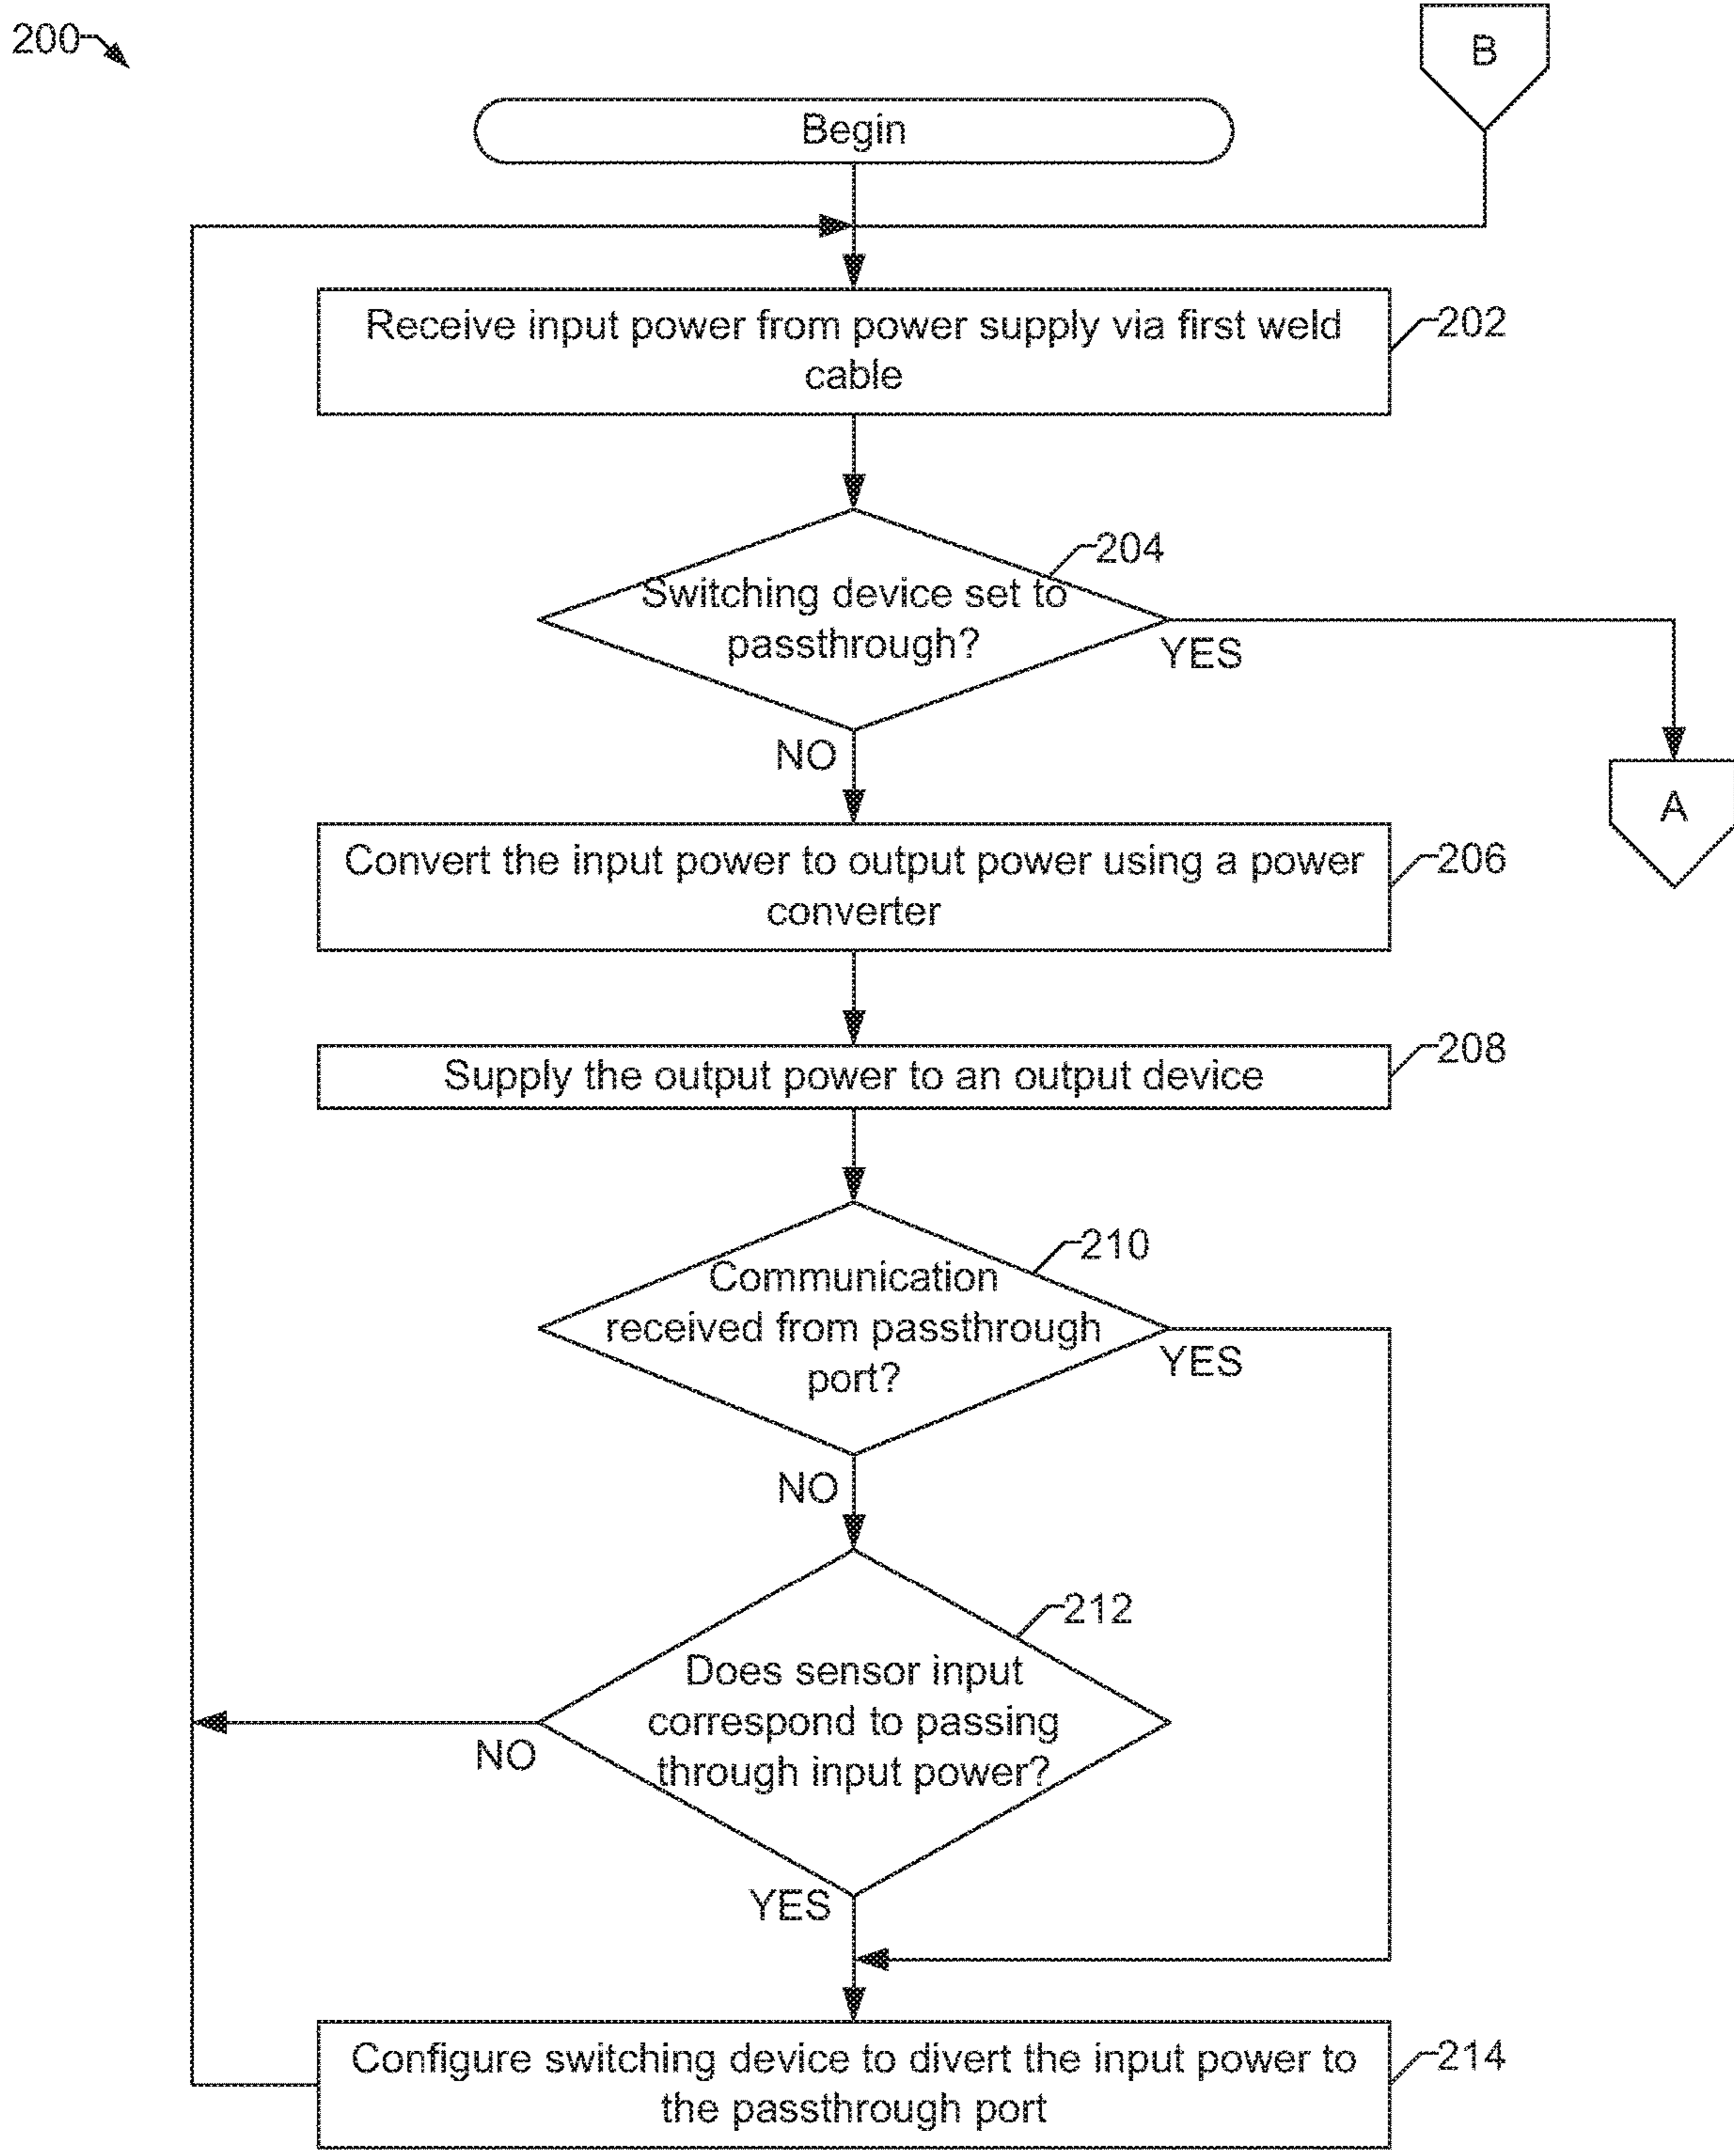 200
B
Begin
Receive input power from power supply via first weld
cable
202
204
Switching device set to
passthrough?
YES
NO
A
Convert the input power to output power using a power
converter
206
Supply the output power to an output device
208
210
Communication
received from passthrough
port?
YES
NO
212
Does sensor input
correspond to passing
through input power?
NO
YES
Configure switching device to divert the input power to
the passthrough port
214